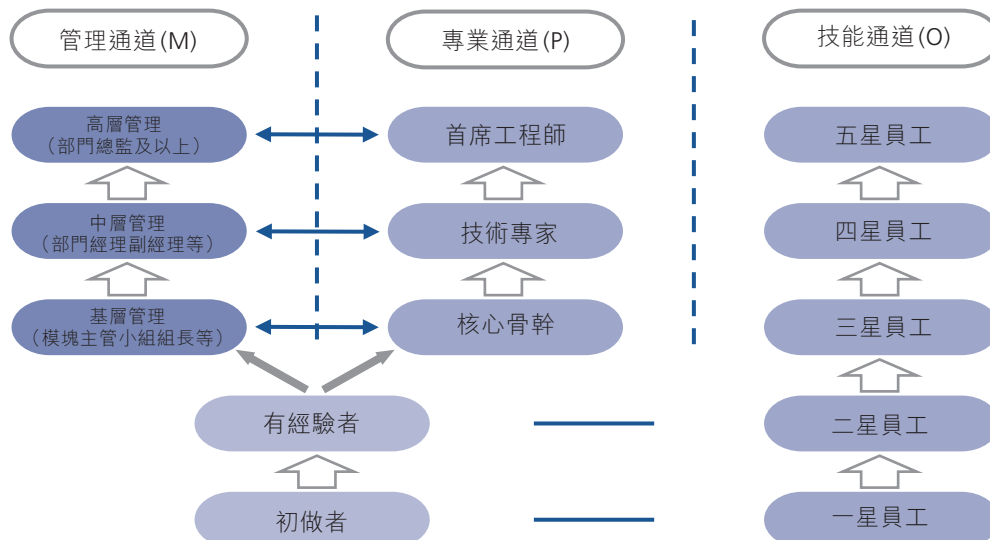 管理通道(M)
專業通道(P)
技能通道(O)
高層管理
（部門總監及以上）
首席工程師
五星員工
中層管理
（部門經理副經理等）
技術專家
四星員工
基層管理
（模塊主管小組組長等）
核心骨幹
三星員工
有經驗者
二星員工
初做者
一星員工